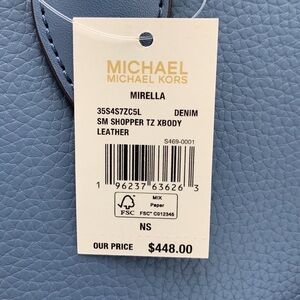 MICHAEL
MICHAEL KORS
MIRELLA
35S4S7ZC5L DENIM
SM SHOPPER TZ XBODY
LEATHER
S469-0001
1 96237 63626 3
FSC
MIX
Paper
FSC® C012345
NS
OUR PRICE $448.00